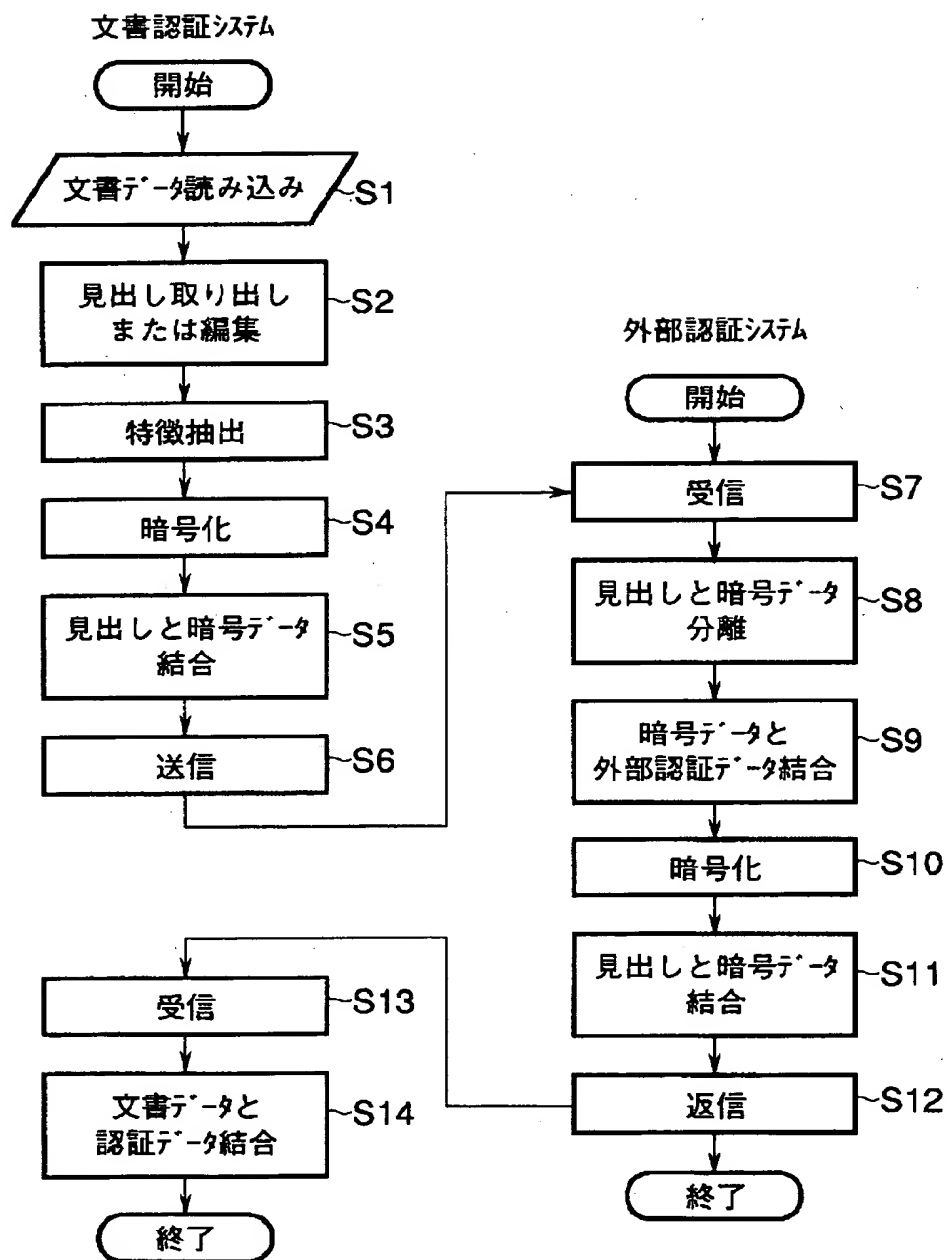 文書認証システム
開始
文書データ読み込み
~S1
見出し取り出し
または編集
~S2
特徴抽出
~S3
暗号化
~S4
見出しと暗号データ
結合
~S5
送信
~S6
外部認証システム
開始
受信
~S7
見出しと暗号データ
分離
~S8
暗号データと
外部認証データ結合
~S9
暗号化
~S10
見出しと暗号データ
結合
~S11
返信
~S12
終了
受信
~S13
文書データと
認証データ結合
~S14
終了